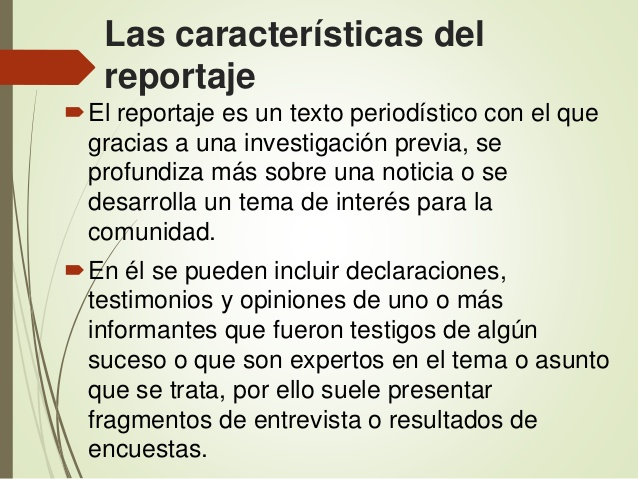 Las características del
reportaje
El reportaje es un texto periodístico con el que
gracias a una investigación previa, se
profundiza más sobre una noticia o se
desarrolla un tema de interés para la
comunidad.
En él se pueden incluir declaraciones,
testimonios y opiniones de uno o más
informantes que fueron testigos de algún
suceso o que son expertos en el tema o asunto
que se trata, por ello suele presentar
fragmentos de entrevista o resultados de
encuestas.